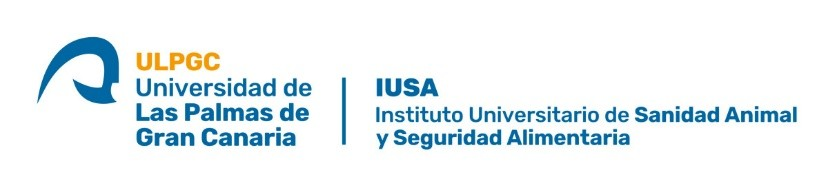 ULPGC
Universidad de
Las Palmas de
Gran Canaria
IUSA
Instituto Universitario de Sanidad Animal
y Seguridad Alimentaria